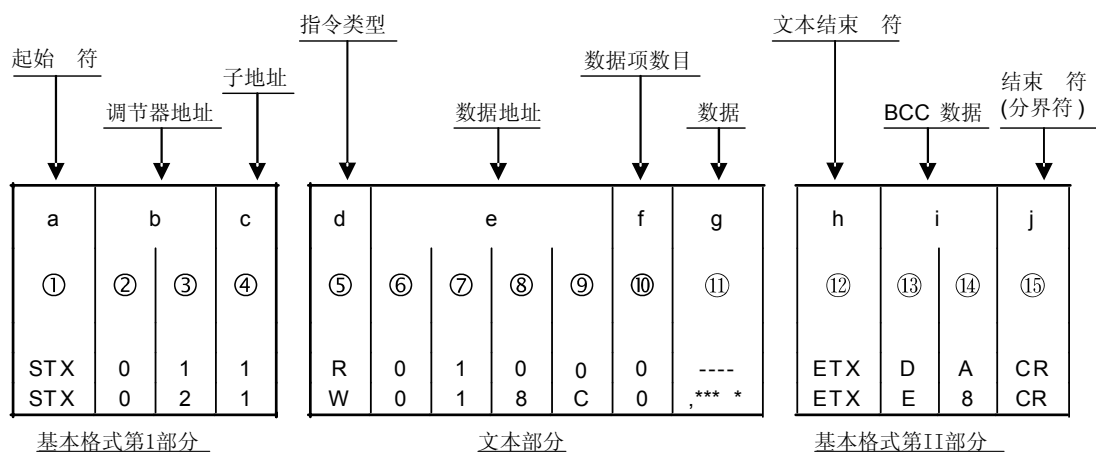 指令类型
文本结束 符
起始 符
数据项数目
子地址
结束 符
(分界符)
调节器地址
数据地址
数据
BCC 数据
a b c d e f g h i j
① ② ③ ④ ⑤ ⑥ ⑦ ⑧ ⑨ ⑩ ⑪ ⑫ ⑬ ⑭ ⑮
STX 0 1 1 R 0 1 0 0 0 ---- ETX D A CR
STX 0 2 1 W 0 1 8 C 0 ,*** * ETX E 8 CR
基本格式第1部分 文本部分 基本格式第II部分